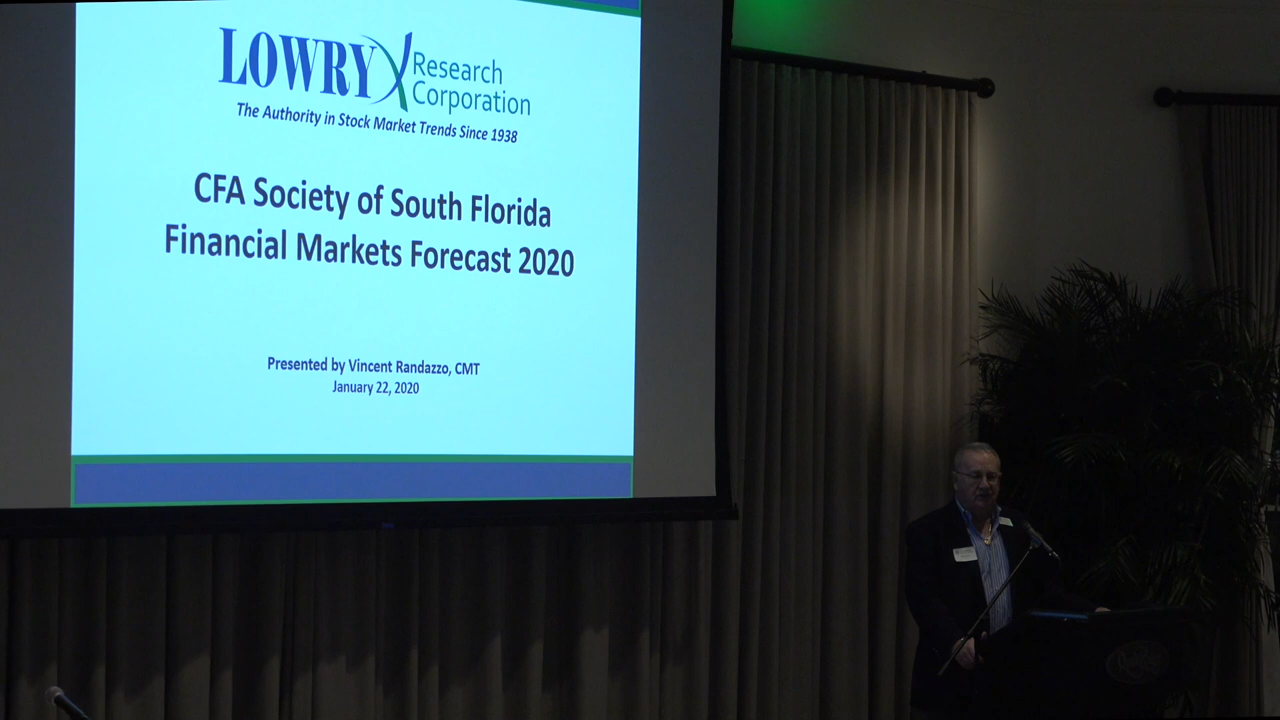 LOWRY Research
Corporation
The Authority in Stock Market Trends Since 1938
CFA Society of South Florida
Financial Markets Forecast 2020
Presented by Vincent Randazzo, CMT
January 22, 2020